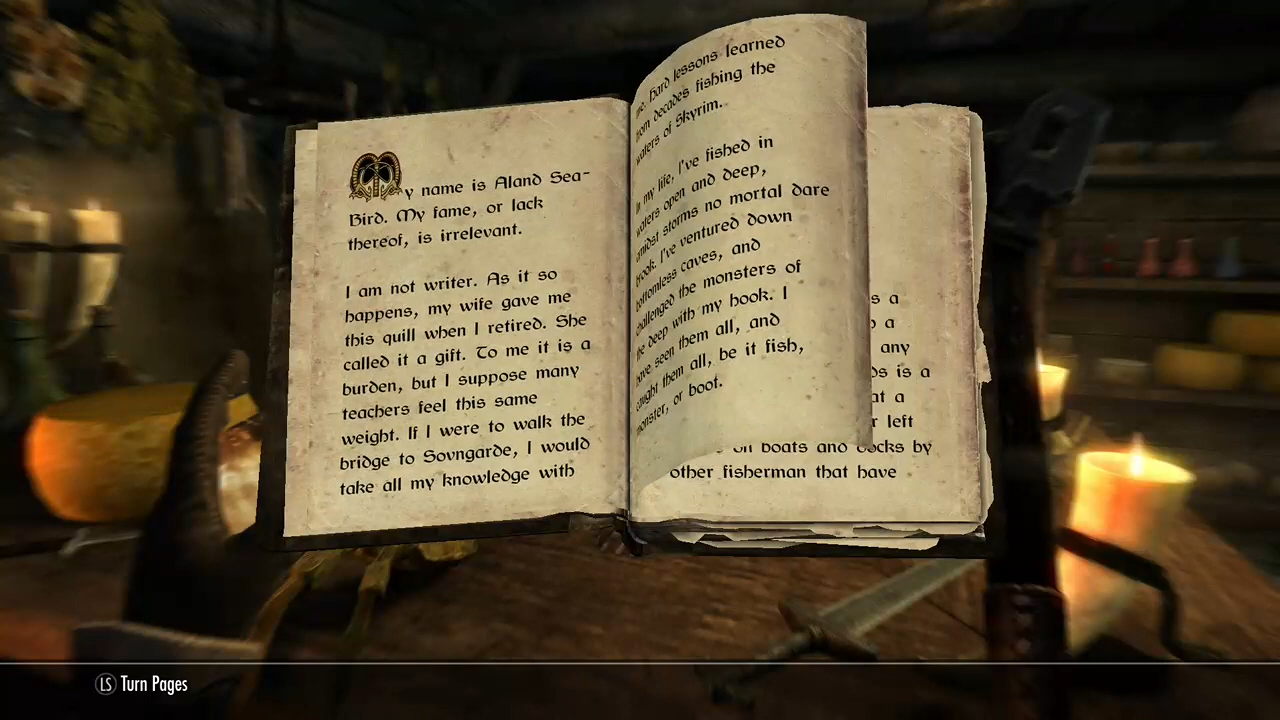 My name is Aland Sea-
Bird. My fame, or lack
thereof, is irrelevant.
I am not writer. As it so
happens, my wife gave me
this quill when I retired. She
called it a gift. To me it is a
burden, but I suppose many
teachers feel this same
weight. If I were to walk the
bridge to Sovngarde, I would
take all my knowledge with
me. Hard lessons learned
from decades fishing the
waters of Skyrim.
In my life, I've fished in
waters open and deep,
amidst storms no mortal dare
brook. I've ventured down
bottomless caves, and
challenged the monsters of
the deep with my hook. I
have seen them all, and
caught them all, be it fish,
monster, or boot.
a
a
any
is a
a
left
on boats and docks by
other fisherman that have
LS Turn Pages